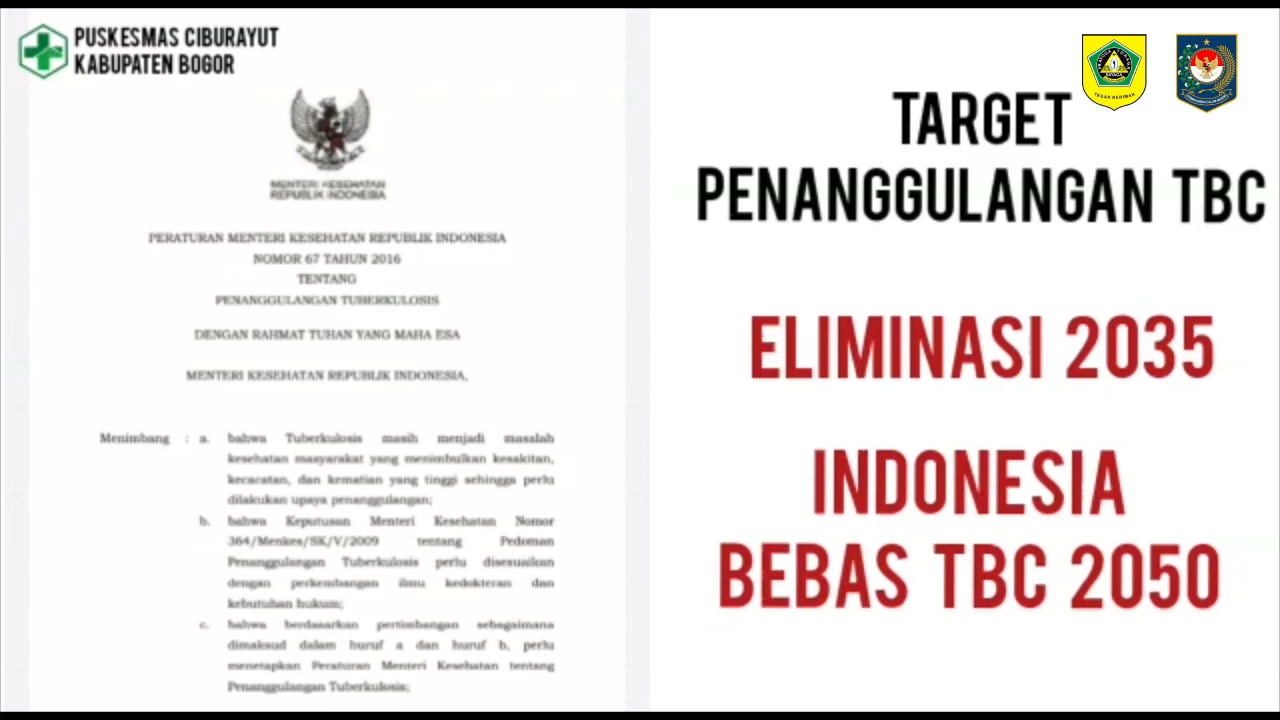 PUSKESMAS CIBURAYUT
KABUPATEN BOGOR
MENTERI KESEHATAN
REPUBLIK INDONESIA
PERATURAN MENTERI KESEHATAN REPUBLIK INDONESIA
NOMOR 67 TAHUN 2016
TENTANG
PENANGGULANGAN TUBERKULOSIS
DENGAN RAHMAT TUHAN YANG MAHA ESA
MENTERI KESEHATAN REPUBLIK INDONESIA,
Menimbang : a. bahwa Tuberkulosis masih menjadi masalah
kesehatan masyarakat yang menimbulkan kesakitan,
kecacatan, dan kematian yang tinggi sehingga perlu
dilakukan upaya penanggulangan;
b. bahwa Keputusan Menteri Kesehatan Nomor
364/Menkes/SK/V/2009 tentang Pedoman
Penanggulangan Tuberkulosis perlu disesuaikan
dengan perkembangan ilmu kedokteran dan
kebutuhan hukum;
c. bahwa berdasarkan pertimbangan sebagaimana
dimaksud dalam huruf a dan huruf b, perlu
menetapkan Peraturan Menteri Kesehatan tentang
Penanggulangan Tuberkulosis;
TEGAR BERIMAN
TARGET
PENANGGULANGAN TBC
ELIMINASI 2035
INDONESIA
BEBAS TBC 2050